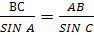 BC/SIN A = AB/SIN C